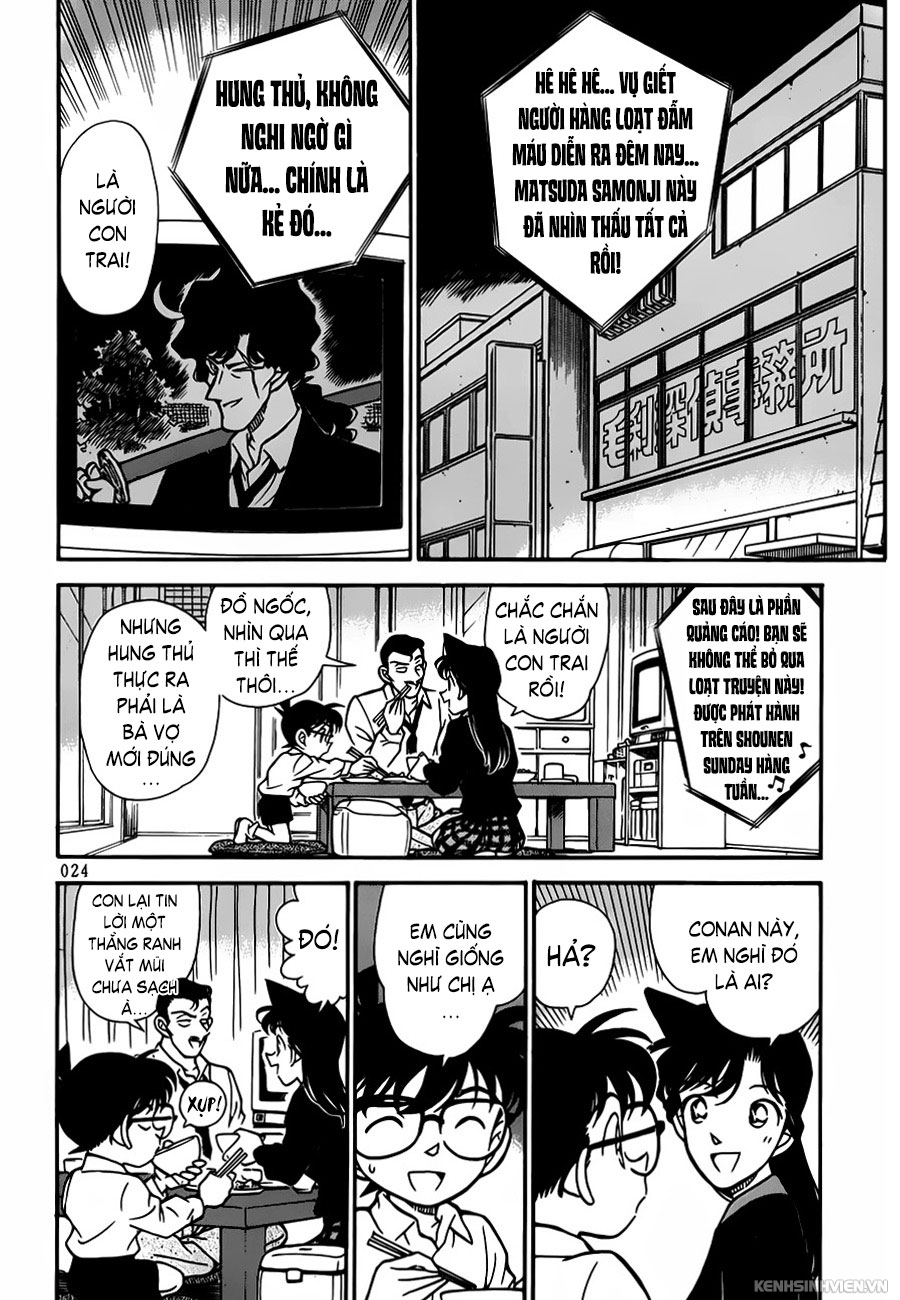 HÊ HÊ HÊ... VỤ GIẾT
NGƯỜI HÀNG LOẠT ĐẪM
MÁU DIỄN RA ĐÊM NAY...
MATSUDA SAMONJI NÀY
ĐÃ NHÌN THẤU TẤT CẢ
RỒI!
毛利探偵事務所
HUNG THỦ, KHÔNG
NGHI NGỜ GÌ
NỮA... CHÍNH LÀ
KẺ ĐÓ...
LÀ
NGƯỜI
CON
TRAI!
SAU ĐÂY LÀ PHẦN
QUẢNG CÁO! BẠN SẼ
KHÔNG THỂ BỎ QUA
LOẠT TRUYỆN NÀY!
ĐƯỢC PHÁT HÀNH
TRÊN SHOUNEN
SUNDAY HÀNG
TUẦN...
CHẮC CHẮN
LÀ NGƯỜI
CON TRAI
RỒI!
ĐỒ NGỐC,
NHÌN QUA
THÌ THẾ
THÔI...
NHƯNG
HUNG THỦ
THỰC RA
PHẢI LÀ
BÀ VỢ
MỚI ĐÚNG
...
024
CONAN NÀY,
EM NGHĨ ĐÓ
LÀ AI?
HẢ?
EM CŨNG
NGHĨ GIỐNG
NHƯ CHỊ Ạ
...
ĐÓ!
CON LẠI TIN
LỜI MỘT
THẰNG RANH
VẮT MŨI
CHƯA SẠCH
À...
XỤP!
KENHSINHVIEN.VN